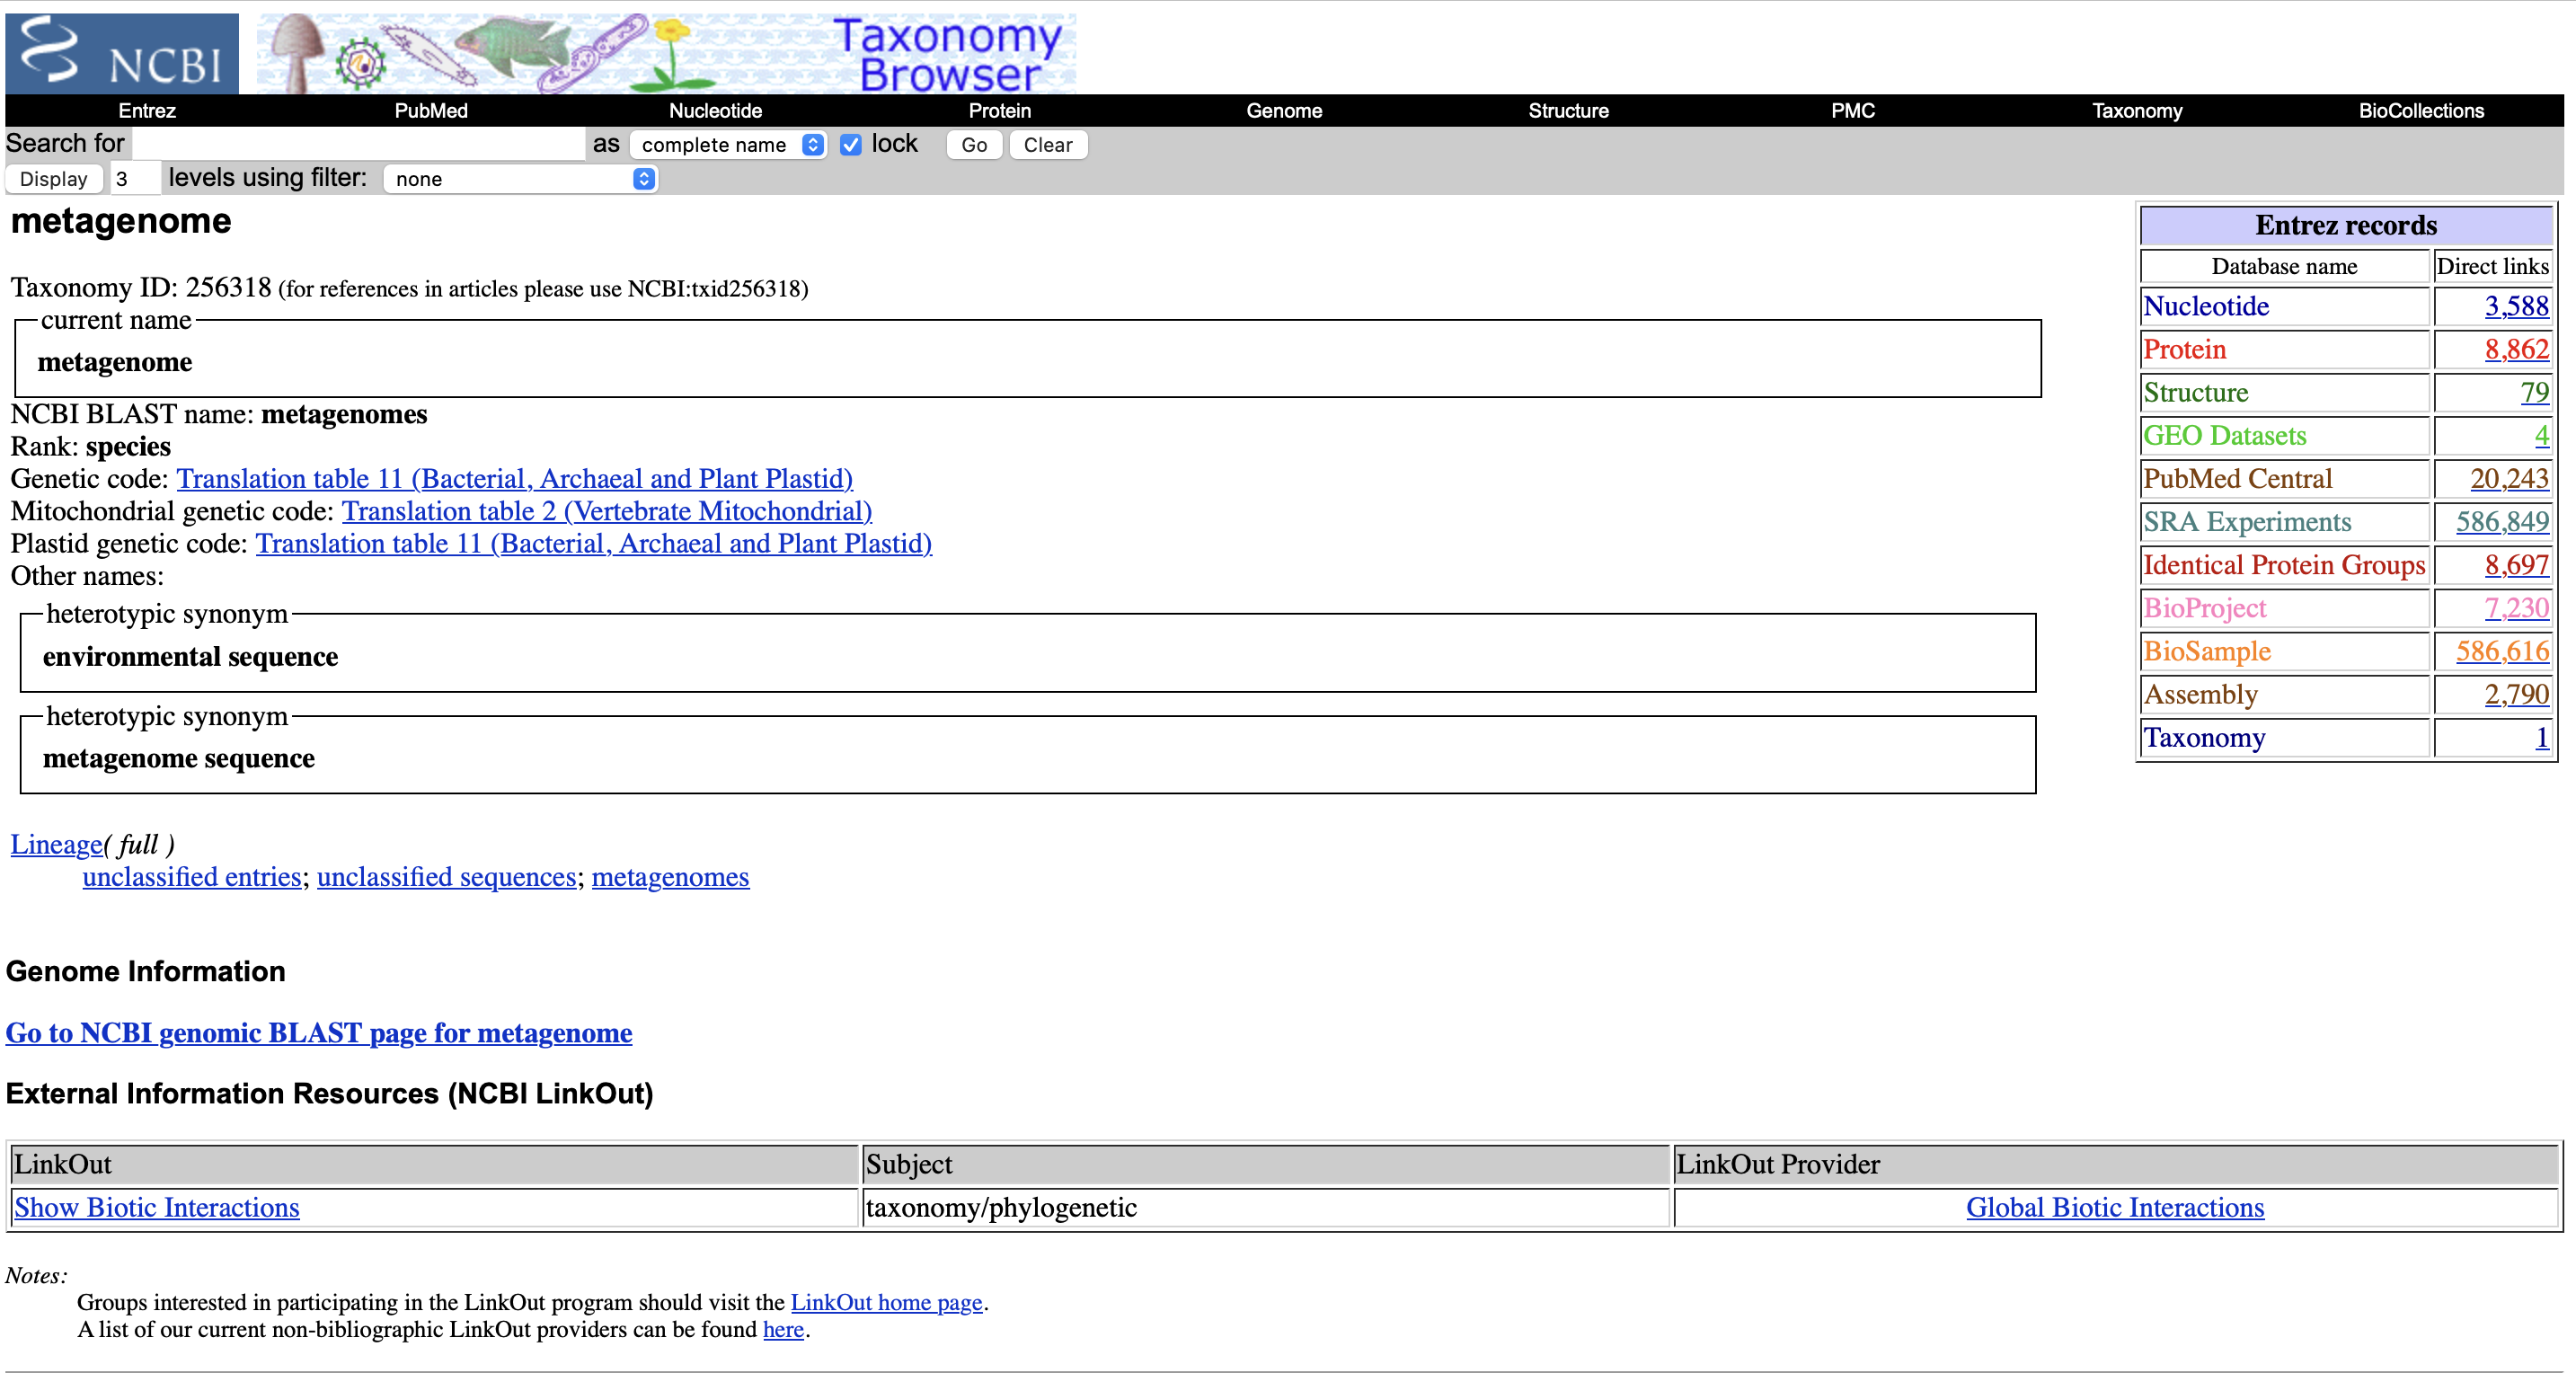 NCBI
Taxonomy
Browser
Entrez PubMed Nucleotide Protein Genome Structure PMC Taxonomy BioCollections
Search for as complete name lock Go Clear
Display 3 levels using filter: none
metagenome
Taxonomy ID: 256318 (for references in articles please use NCBI:txid256318)
current name
metagenome
NCBI BLAST name: metagenomes
Rank: species
Genetic code: Translation table 11 (Bacterial, Archaeal and Plant Plastid)
Mitochondrial genetic code: Translation table 2 (Vertebrate Mitochondrial)
Plastid genetic code: Translation table 11 (Bacterial, Archaeal and Plant Plastid)
Other names:
heterotypic synonym
environmental sequence
heterotypic synonym
metagenome sequence
Lineage( full )
unclassified entries; unclassified sequences; metagenomes
Entrez records
Database name Direct links
Nucleotide 3,588
Protein 8,862
Structure 79
GEO Datasets 4
PubMed Central 20,243
SRA Experiments 586,849
Identical Protein Groups 8,697
BioProject 7,230
BioSample 586,616
Assembly 2,790
Taxonomy 1
Genome Information
Go to NCBI genomic BLAST page for metagenome
External Information Resources (NCBI LinkOut)
LinkOut Subject LinkOut Provider
Show Biotic Interactions taxonomy/phylogenetic Global Biotic Interactions
Notes:
Groups interested in participating in the LinkOut program should visit the LinkOut home page.
A list of our current non-bibliographic LinkOut providers can be found here.